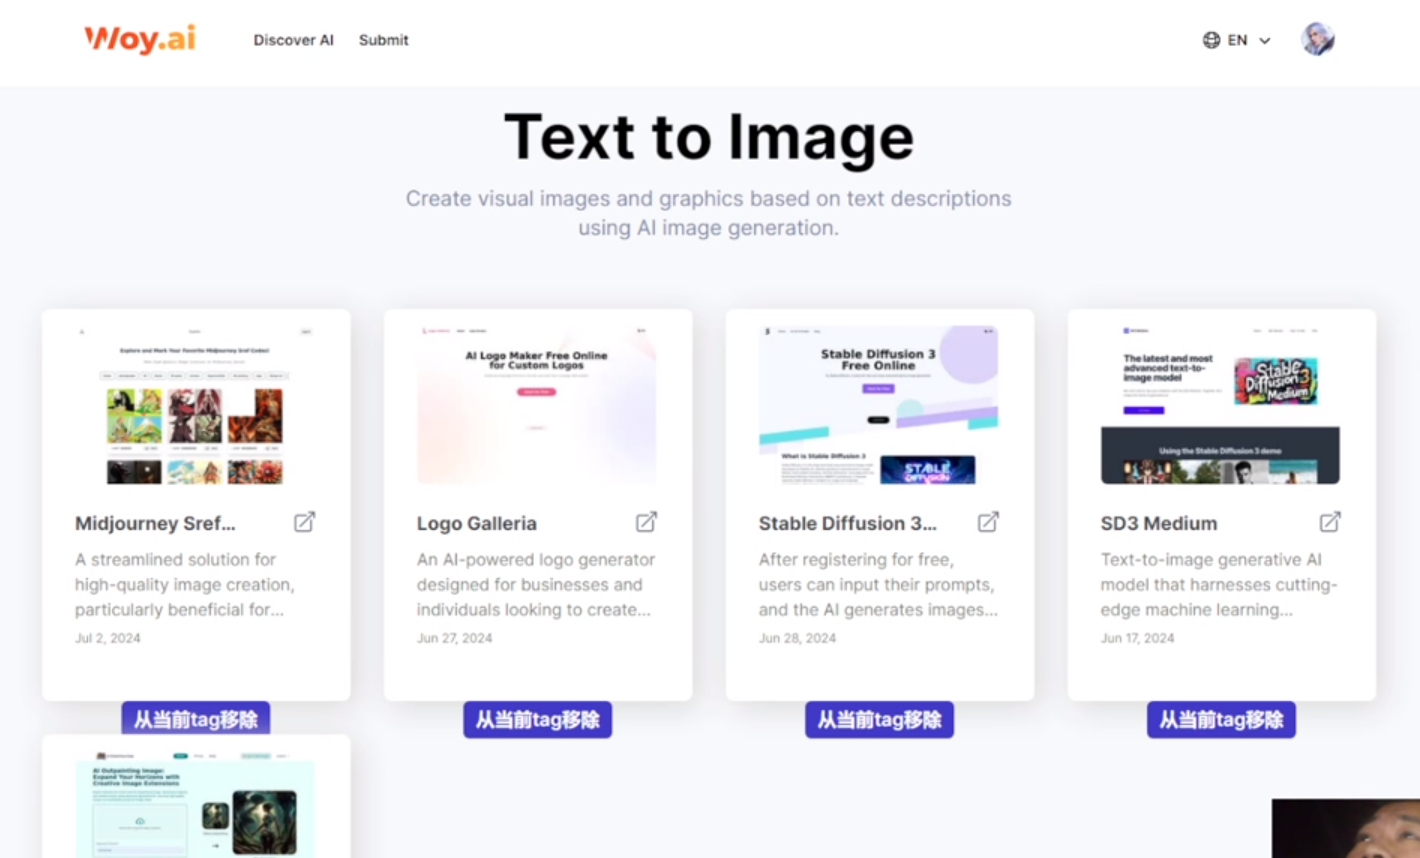 Woy.ai
Discover AI
Submit
EN
Text to Image
Create visual images and graphics based on text descriptions
using AI image generation.
Explore and Mark Your Favorite Midjourney Sref Codes!
Midjourney Sref...
A streamlined solution for
high-quality image creation,
particularly beneficial for...
Jul 2, 2024
从当前tag移除
AI Logo Maker Free Online
for Custom Logos
Logo Galleria
An AI-powered logo generator
designed for businesses and
individuals looking to create...
Jun 27, 2024
从当前tag移除
Stable Diffusion 3
Free Online
What is Stable Diffusion 3
STABLE
DIFFUSION
Stable Diffusion 3...
After registering for free,
users can input their prompts,
and the AI generates images...
Jun 28, 2024
从当前tag移除
The latest and most
advanced text-to-
image model
Stable
Diffusion 3
Medium
Using the Stable Diffusion 3 demo
SD3 Medium
Text-to-image generative AI
model that harnesses cutting-
edge machine learning...
Jun 17, 2024
从当前tag移除
AI Outpainting Image:
Expand Your Horizons with
Creative Image Extensions